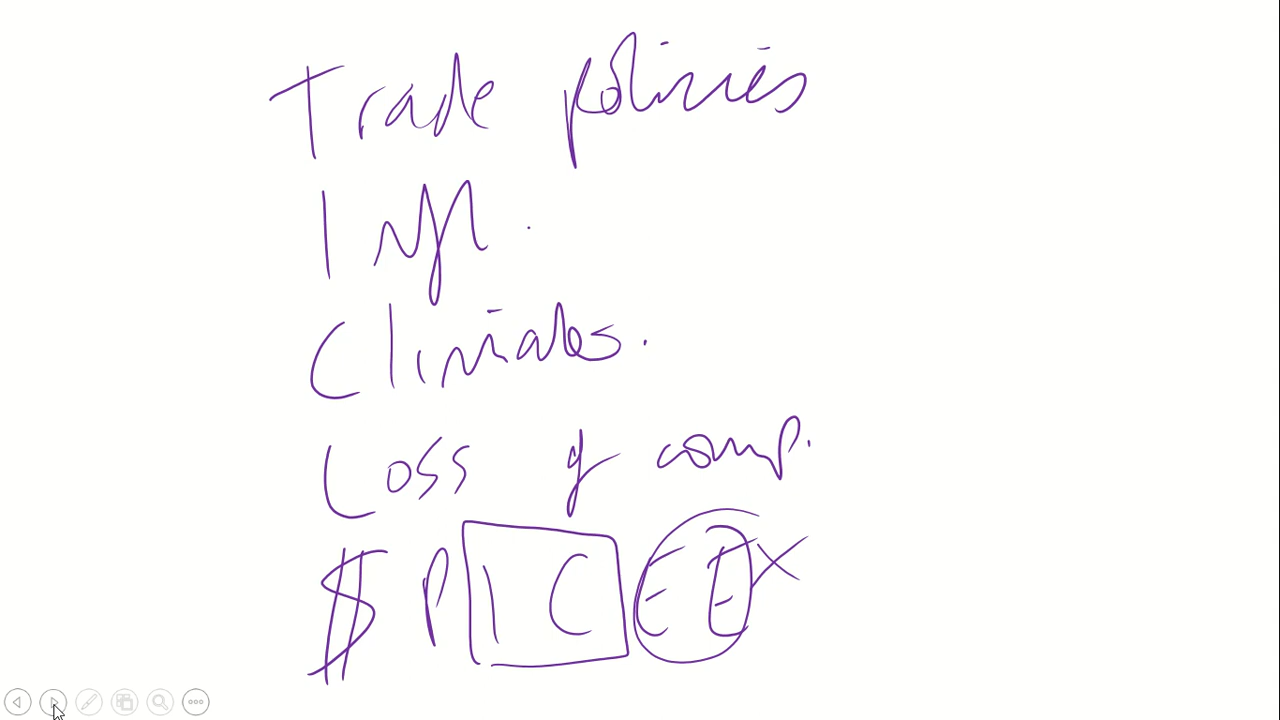 Trade policies
Infl.
Climates.
Loss of comp.
$ P I C E E X